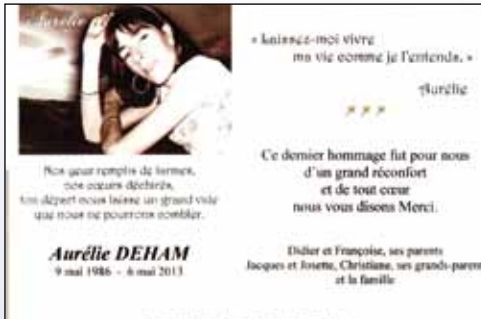 Aurélie
Nos yeux remplis de larmes,
nos cœurs déchirés,
ton départ nous laisse un grand vide
que nous ne pourrons combler.
Aurélie DEHAM
9 mai 1986 - 6 mai 2013
« Laissez-moi vivre
ma vie comme je l'entends. »
Aurélie
Ce dernier hommage fut pour nous
d'un grand réconfort
et de tout cœur
nous vous disons Merci.
Didier et Françoise, ses parents
Jacques et Josette, Christiane, ses grands-paren
et la famille